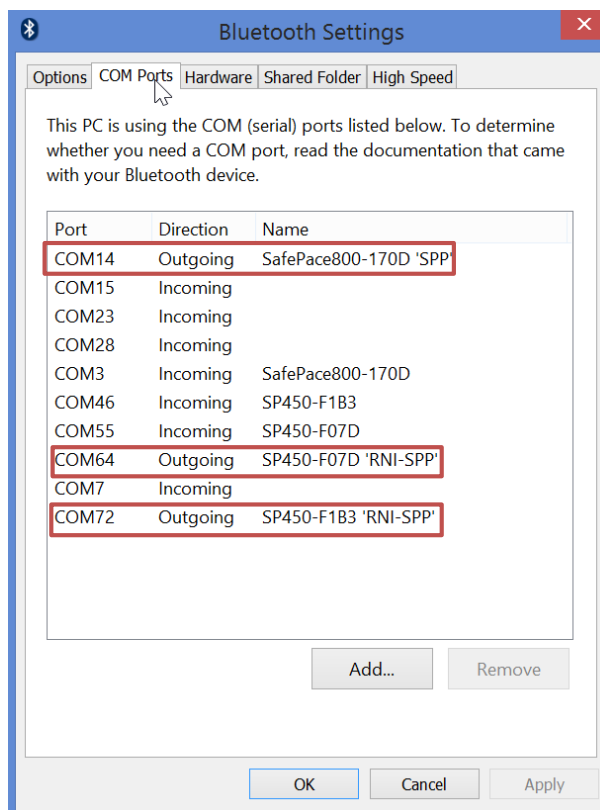 Bluetooth Settings
Options COM Ports Hardware Shared Folder High Speed
This PC is using the COM (serial) ports listed below. To determine
whether you need a COM port, read the documentation that came
with your Bluetooth device.
Port Direction Name
COM14 Outgoing SafePace800-170D 'SPP'
COM15 Incoming
COM23 Incoming
COM28 Incoming
COM3 Incoming SafePace800-170D
COM46 Incoming SP450-F1B3
COM55 Incoming SP450-F07D
COM64 Outgoing SP450-F07D 'RNI-SPP'
COM7 Incoming
COM72 Outgoing SP450-F1B3 'RNI-SPP'
Add... Remove
OK Cancel Apply